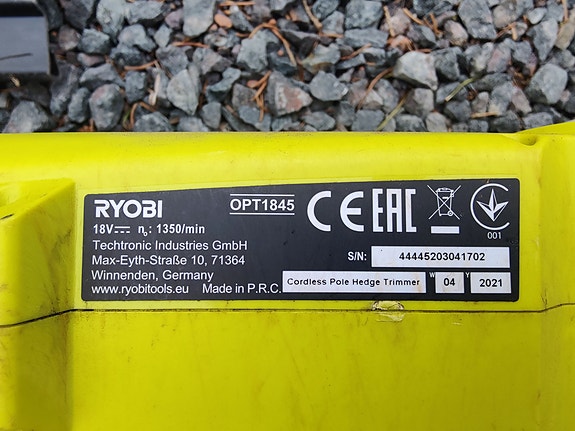 RYOBI OPT1845 CE EAC
18V⎓ n₀: 1350/min 001
Techtronic Industries GmbH
Max-Eyth-Straße 10, 71364 S/N: 44445203041702
Winnenden, Germany
www.ryobitools.eu Made in P.R.C. Cordless Pole Hedge Trimmer W 04 Y 2021